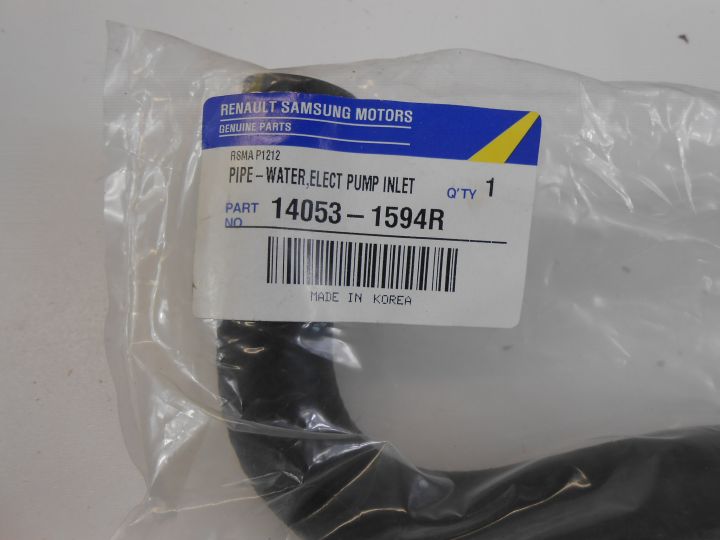 RENAULT SAMSUNG MOTORS
GENUINE PARTS
RSMA P1212
PIPE-WATER,ELECT PUMP INLET Q'TY 1
PART NO 14053-1594R
MADE IN KOREA